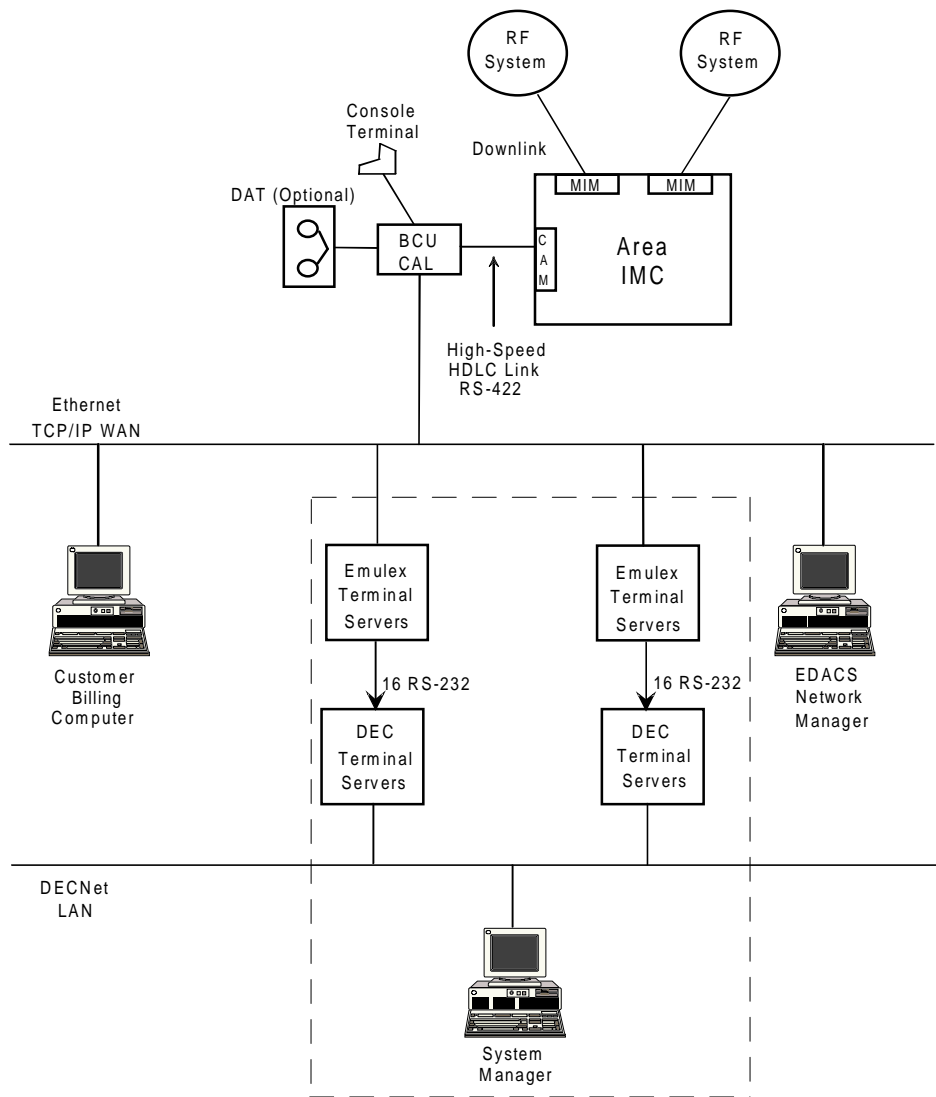 RF
System
RF
System
Console
Terminal
Downlink
DAT (Optional)
MIM
MIM
BCU
CAL
C
A
M
Area
IMC
High-Speed
HDLC Link
RS-422
Ethernet
TCP/IP WAN
Emulex
Terminal
Servers
Emulex
Terminal
Servers
Customer
Billing
Computer
16 RS-232
16 RS-232
EDACS
Network
Manager
DEC
Terminal
Servers
DEC
Terminal
Servers
DECNet
LAN
System
Manager